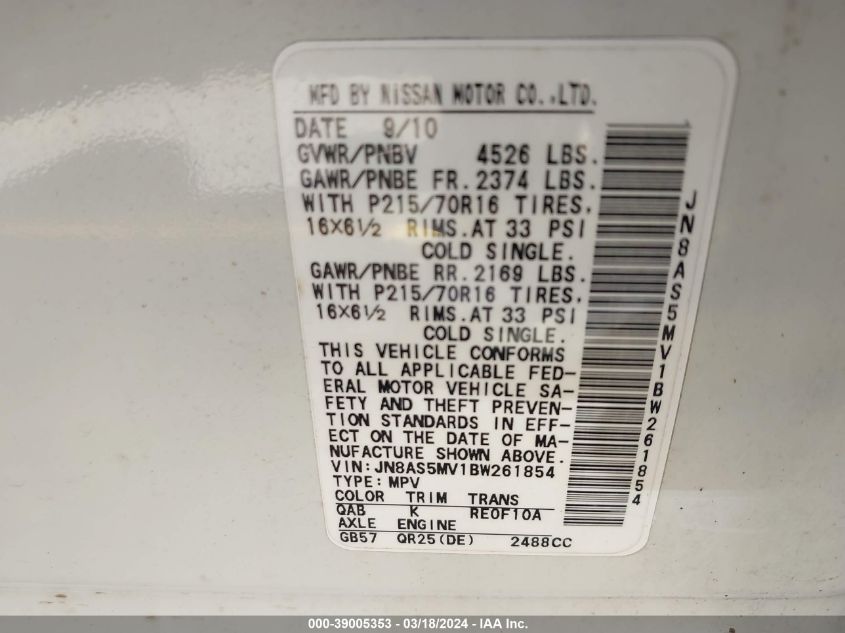 MFD BY NISSAN MOTOR CO.,LTD.
DATE 9/10
GVWR/PNBV 4526 LBS.
GAWR/PNBE FR. 2374 LBS.
WITH P215/70R16 TIRES.
16X6½ RIMS. AT 33 PSI
COLD SINGLE.
GAWR/PNBE RR. 2169 LBS.
WITH P215/70R16 TIRES.
16X6½ RIMS. AT 33 PSI
COLD SINGLE.
THIS VEHICLE CONFORMS
TO ALL APPLICABLE FED-
ERAL MOTOR VEHICLE SA-
FETY AND THEFT PREVEN-
TION STANDARDS IN EFF-
ECT ON THE DATE OF MA-
NUFACTURE SHOWN ABOVE.
VIN: JN8AS5MV1BW261854
TYPE: MPV
COLOR TRIM TRANS
QAB K RE0F10A
AXLE ENGINE
GB57 QR25(DE) 2488CC
JN8AS5MV1BW261854
000-39005353 - 03/18/2024 - IAA Inc.